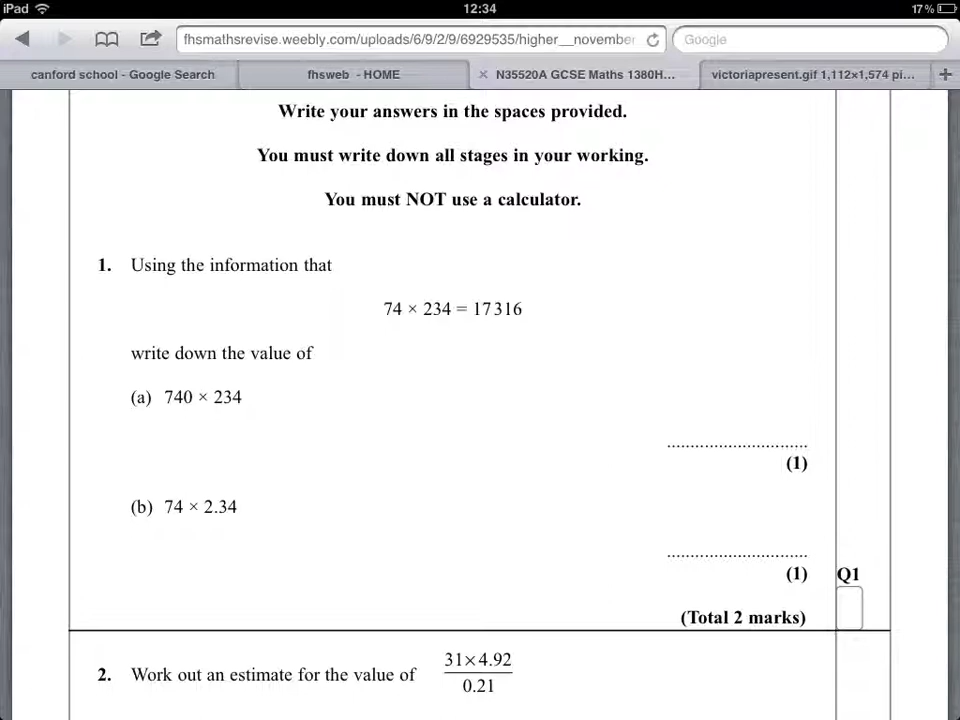 iPad 12:34 17%
fhsmathsrevise.weebly.com/uploads/6/9/2/9/6929535/higher__november Google
canford school - Google Search fhsweb - HOME × N35520A GCSE Maths 1380H... victoriapresent.gif 1,112×1,574 pi... +
Write your answers in the spaces provided.
You must write down all stages in your working.
You must NOT use a calculator.
1. Using the information that
74 × 234 = 17 316
write down the value of
(a) 740 × 234
..............................
(1)
(b) 74 × 2.34
..............................
(1) Q1
(Total 2 marks)
2. Work out an estimate for the value of 31 × 4.92
0.21